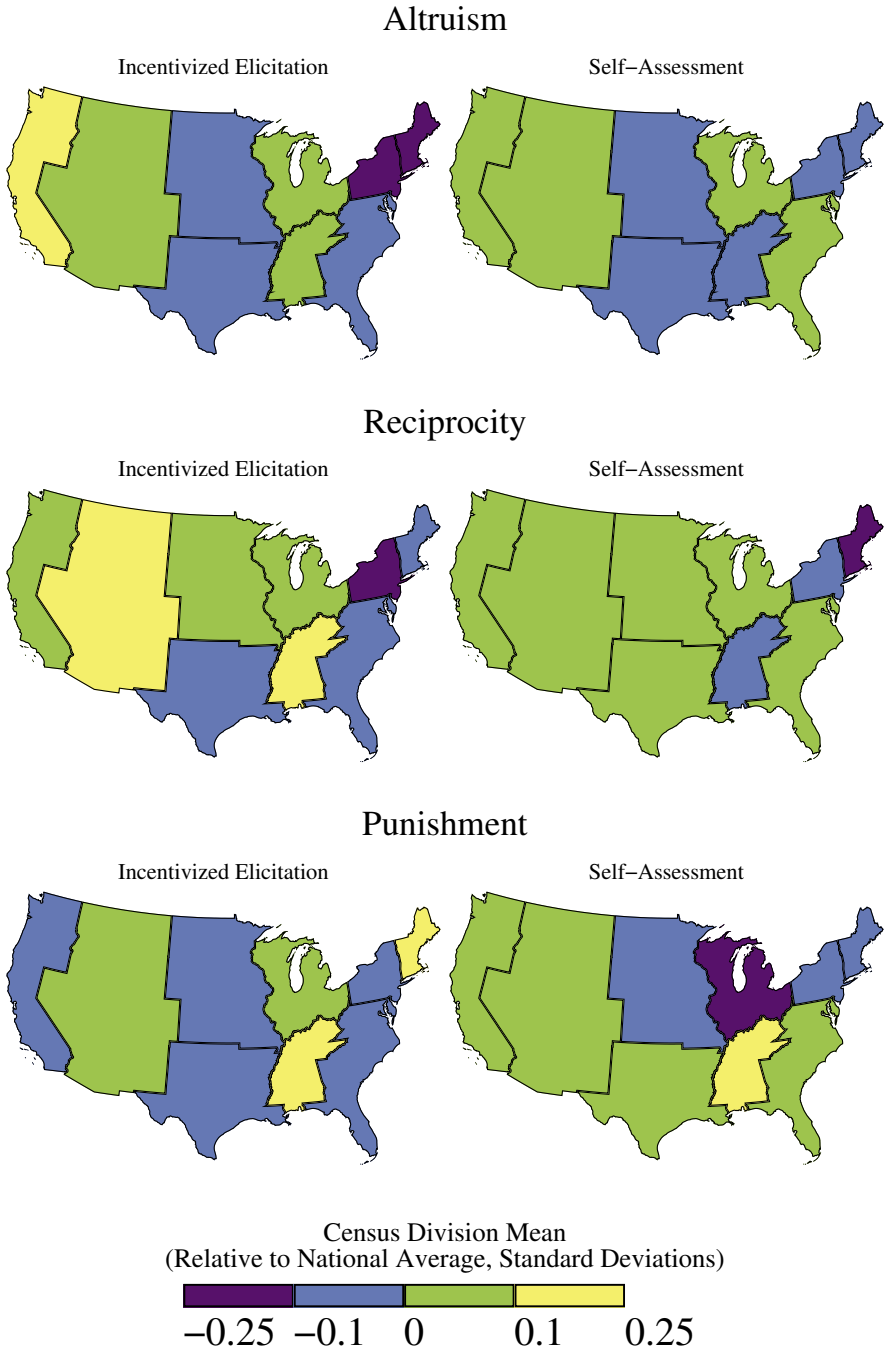 Altruism
Incentivized Elicitation
Self−Assessment
Reciprocity
Incentivized Elicitation
Self−Assessment
Punishment
Incentivized Elicitation
Self−Assessment
Census Division Mean
(Relative to National Average, Standard Deviations)
−0.25 −0.1 0 0.1 0.25